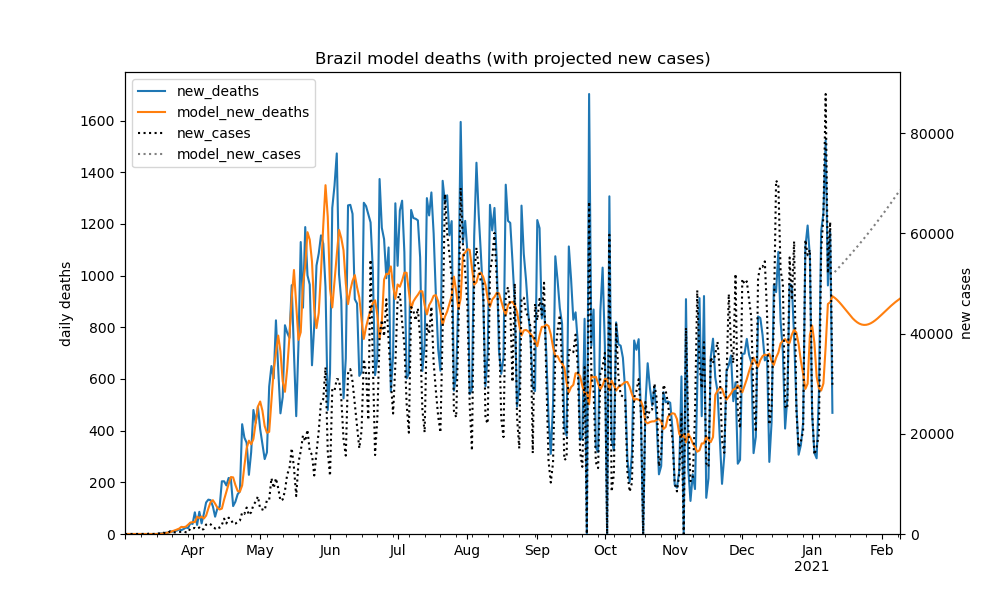 Brazil model deaths (with projected new cases)
new_deaths
model_new_deaths
new_cases
model_new_cases
daily deaths
0
200
400
600
800
1000
1200
1400
1600
new cases
0
20000
40000
60000
80000
Apr
May
Jun
Jul
Aug
Sep
Oct
Nov
Dec
Jan
2021
Feb